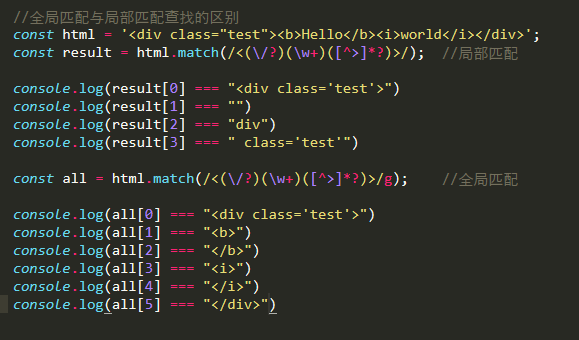 //全局匹配与局部匹配查找的区别
const html = '<div class="test"><b>Hello</b><i>world</i></div>';
const result = html.match(/<(\/?)(\w+)([^>]*?)>/);  //局部匹配
console.log(result[0] === "<div class='test'>")
console.log(result[1] === "")
console.log(result[2] === "div")
console.log(result[3] === " class='test'")
const all = html.match(/<(\/?)(\w+)([^>]*?)>/g);    //全局匹配
console.log(all[0] === "<div class='test'>")
console.log(all[1] === "<b>")
console.log(all[2] === "</b>")
console.log(all[3] === "<i>")
console.log(all[4] === "</i>")
console.log(all[5] === "</div>")